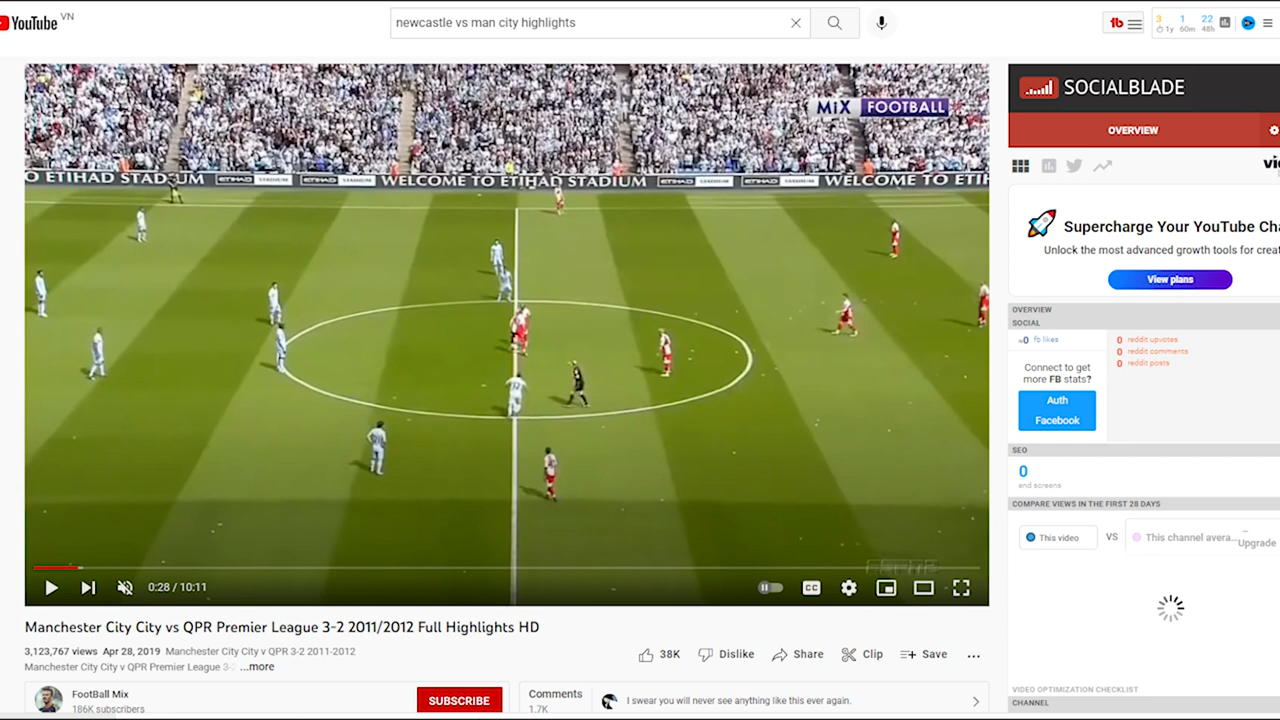 YouTube VN
newcastle vs man city highlights
tb
3 1 22
1y 60m 48h
MiX FOOTBALL
O ETIHAD STADIUM WELCOME TO ETIHAD STADIUM WELCOME TO ETI
0:28 / 10:11
CC
Manchester City City vs QPR Premier League 3-2 2011/2012 Full Highlights HD
3,123,767 views Apr 28, 2019 Manchester City City v QPR 3-2 2011-2012
Manchester City City v QPR Premier League 3-2 ...more
38K Dislike Share Clip Save ...
FootBall Mix
186K subscribers
SUBSCRIBE
Comments
1.7K
I swear you will never see anything like this ever again.
SOCIALBLADE
OVERVIEW
Supercharge Your YouTube Cha
Unlock the most advanced growth tools for creat
View plans
OVERVIEW
SOCIAL
0 fb likes
Connect to get
more FB stats?
Auth
Facebook
0 reddit upvotes
0 reddit comments
0 reddit posts
SEO
0
end screens
COMPARE VIEWS IN THE FIRST 28 DAYS
This video VS This channel avera...
Upgrade
VIDEO OPTIMIZATION CHECKLIST
CHANNEL